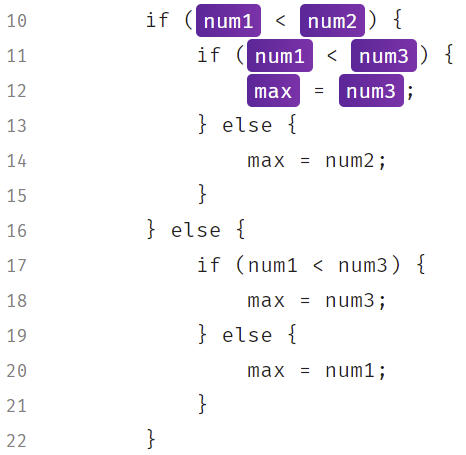 10 if (num1 < num2) {
11 if (num1 < num3) {
12 max = num3;
13 } else {
14 max = num2;
15 }
16 } else {
17 if (num1 < num3) {
18 max = num3;
19 } else {
20 max = num1;
21 }
22 }